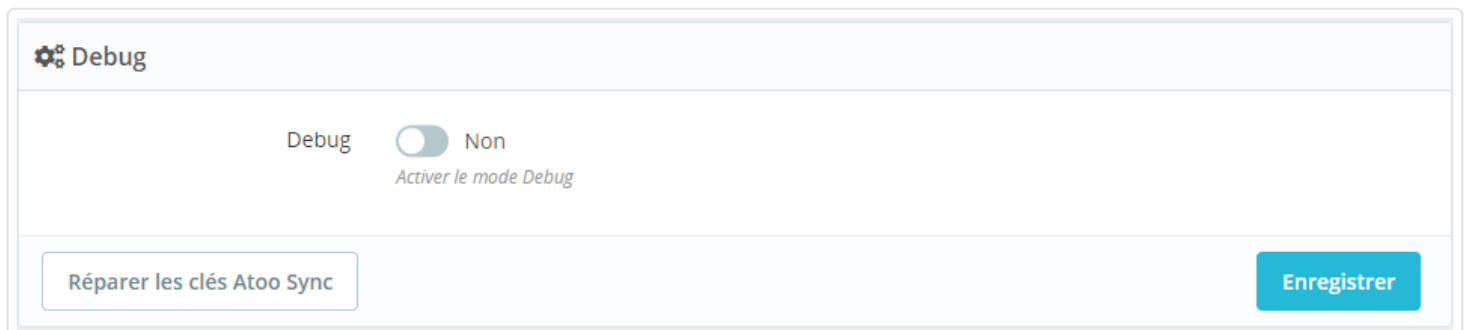 Debug
Debug
Non
Activer le mode Debug
Réparer les clés Atoo Sync
Enregistrer